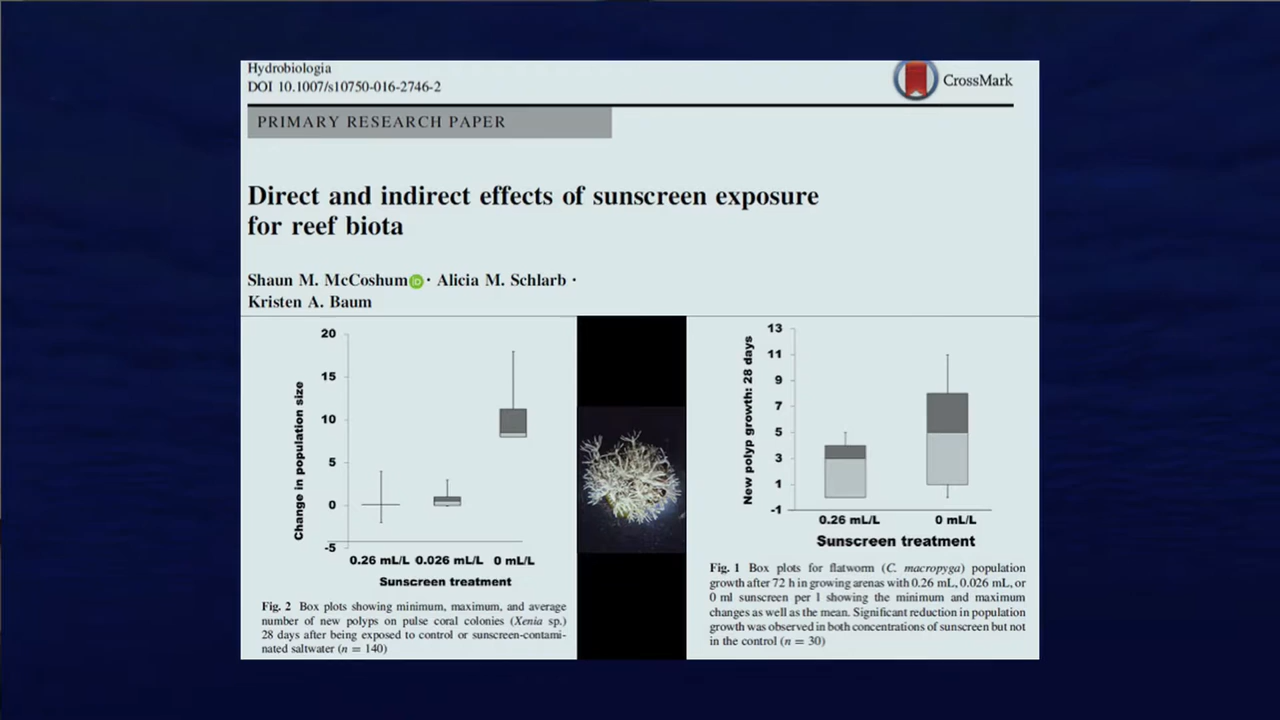 Hydrobiologia
DOI 10.1007/s10750-016-2746-2
CrossMark
PRIMARY RESEARCH PAPER
Direct and indirect effects of sunscreen exposure
for reef biota
Shaun M. McCoshum iD · Alicia M. Schlarb ·
Kristen A. Baum
Change in population size
20
15
10
5
0
-5
0.26 mL/L 0.026 mL/L 0 mL/L
Sunscreen treatment
Fig. 2 Box plots showing minimum, maximum, and average
number of new polyps on pulse coral colonies (Xenia sp.)
28 days after being exposed to control or sunscreen-contami-
nated saltwater (n = 140)
New polyp growth: 28 days
13
11
9
7
5
3
1
-1
0.26 mL/L 0 mL/L
Sunscreen treatment
Fig. 1 Box plots for flatworm (C. macropyga) population
growth after 72 h in growing arenas with 0.26 mL, 0.026 mL, or
0 ml sunscreen per l showing the minimum and maximum
changes as well as the mean. Significant reduction in population
growth was observed in both concentrations of sunscreen but not
in the control (n = 30)